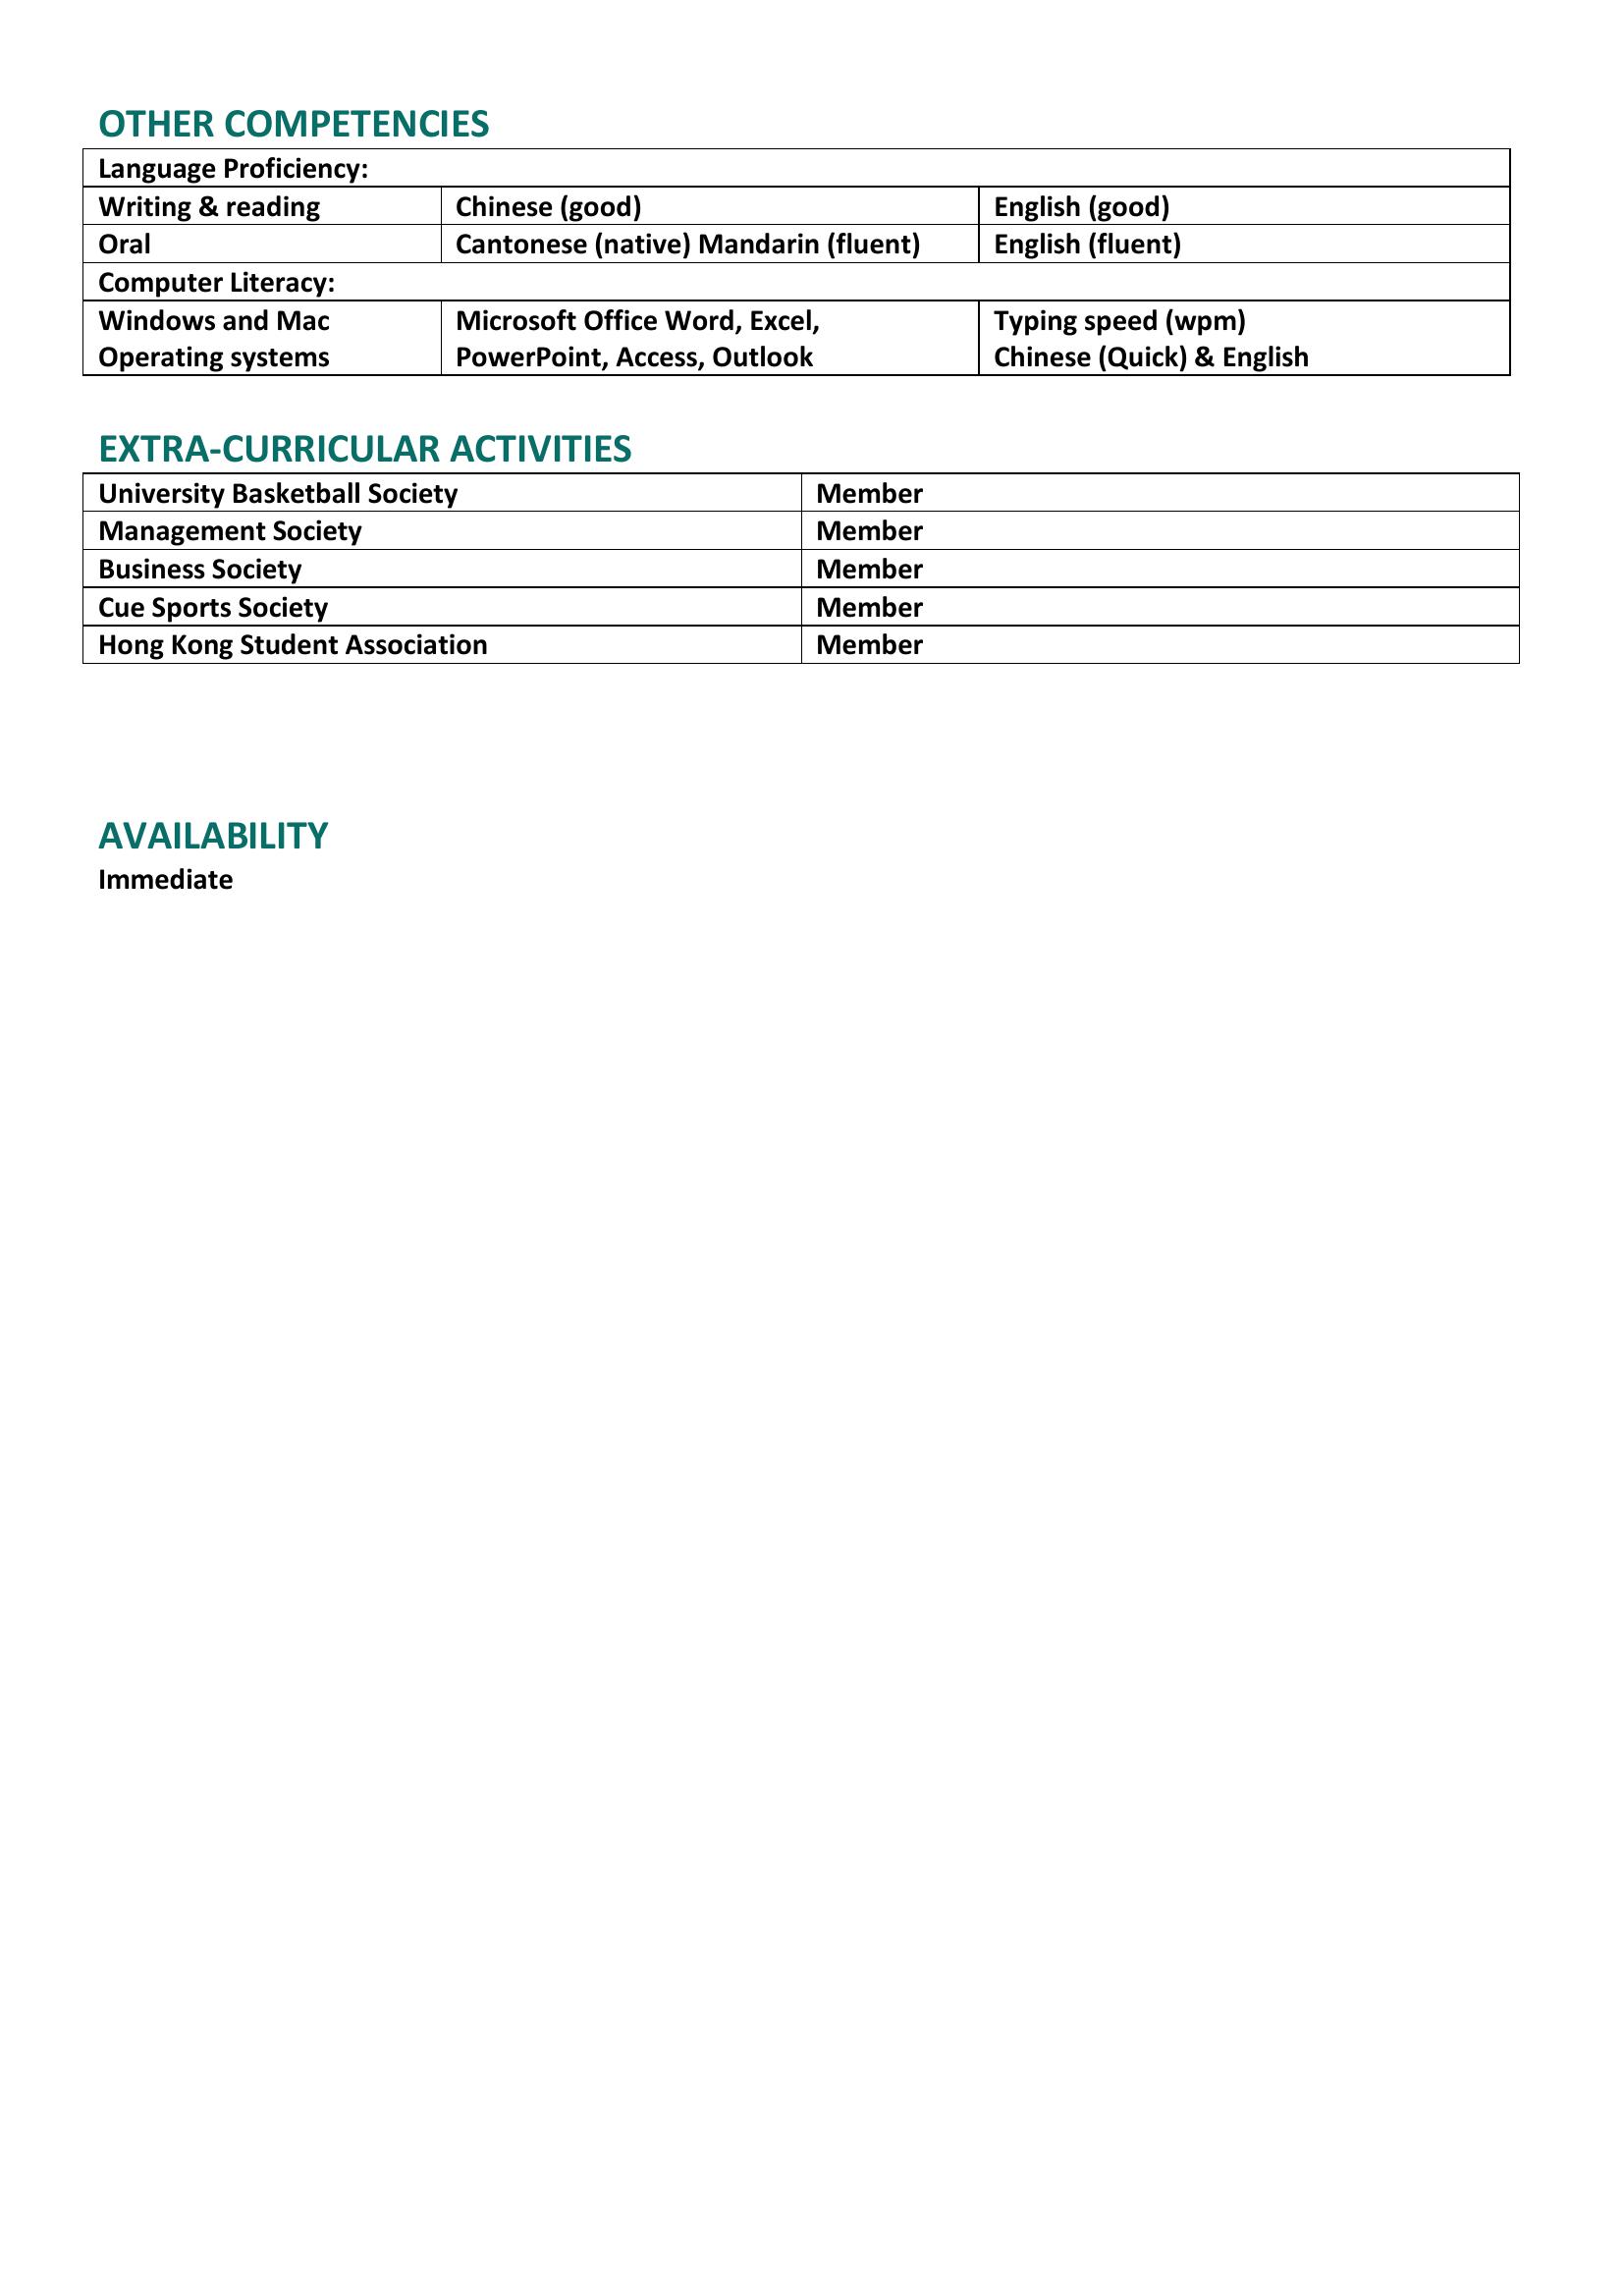 OTHER COMPETENCIES
Language Proficiency:
Writing & reading Chinese (good) English (good)
Oral Cantonese (native) Mandarin (fluent) English (fluent)
Computer Literacy:
Windows and Mac Microsoft Office Word, Excel, Typing speed (wpm)
Operating systems PowerPoint, Access, Outlook Chinese (Quick) & English
EXTRA-CURRICULAR ACTIVITIES
University Basketball Society Member
Management Society Member
Business Society Member
Cue Sports Society Member
Hong Kong Student Association Member
AVAILABILITY
Immediate